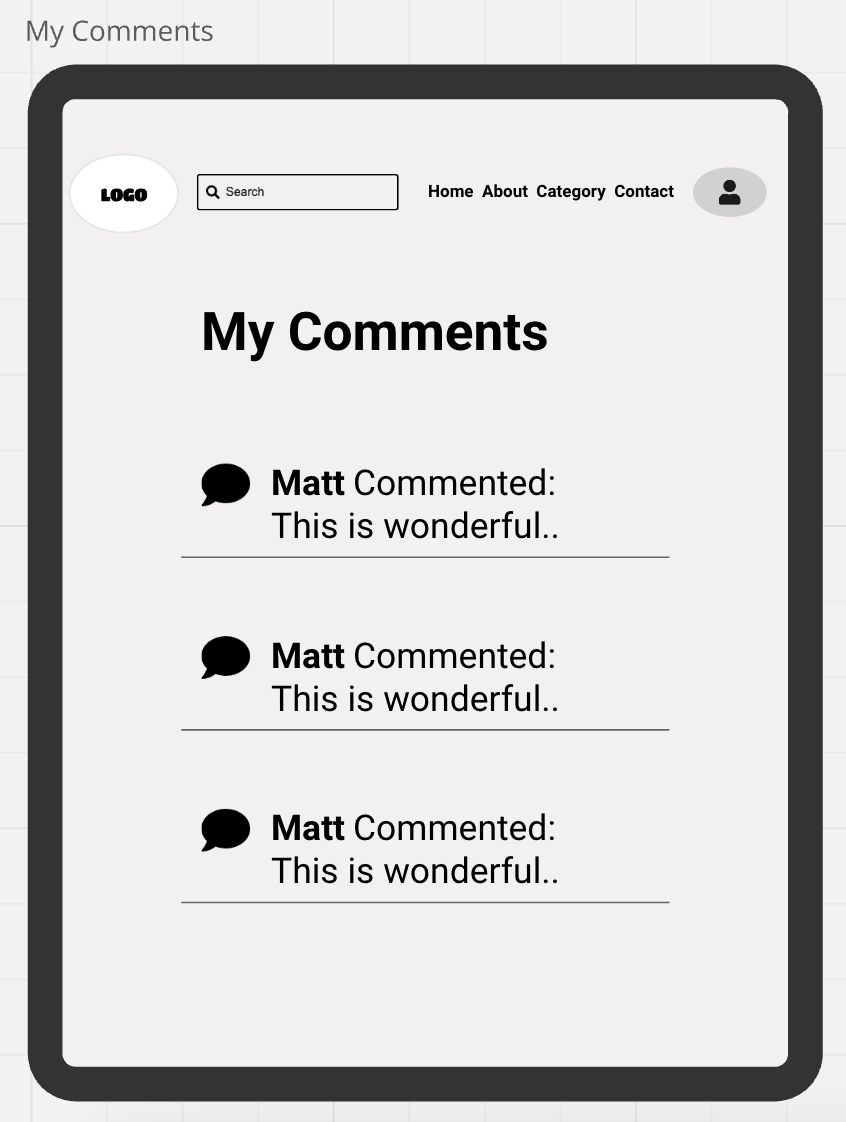 My Comments
LOGO
Search
Home About Category Contact
My Comments
Matt Commented:
This is wonderful..
Matt Commented:
This is wonderful..
Matt Commented:
This is wonderful..